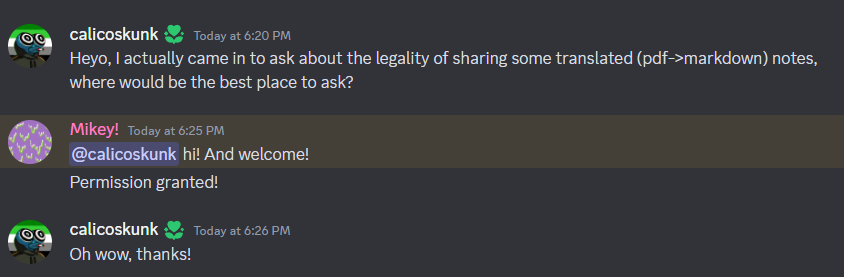 calicoskunk Today at 6:20 PM
Heyo, I actually came in to ask about the legality of sharing some translated (pdf->markdown) notes,
where would be the best place to ask?
Mikey! Today at 6:25 PM
@calicoskunk hi! And welcome!
Permission granted!
calicoskunk Today at 6:26 PM
Oh wow, thanks!